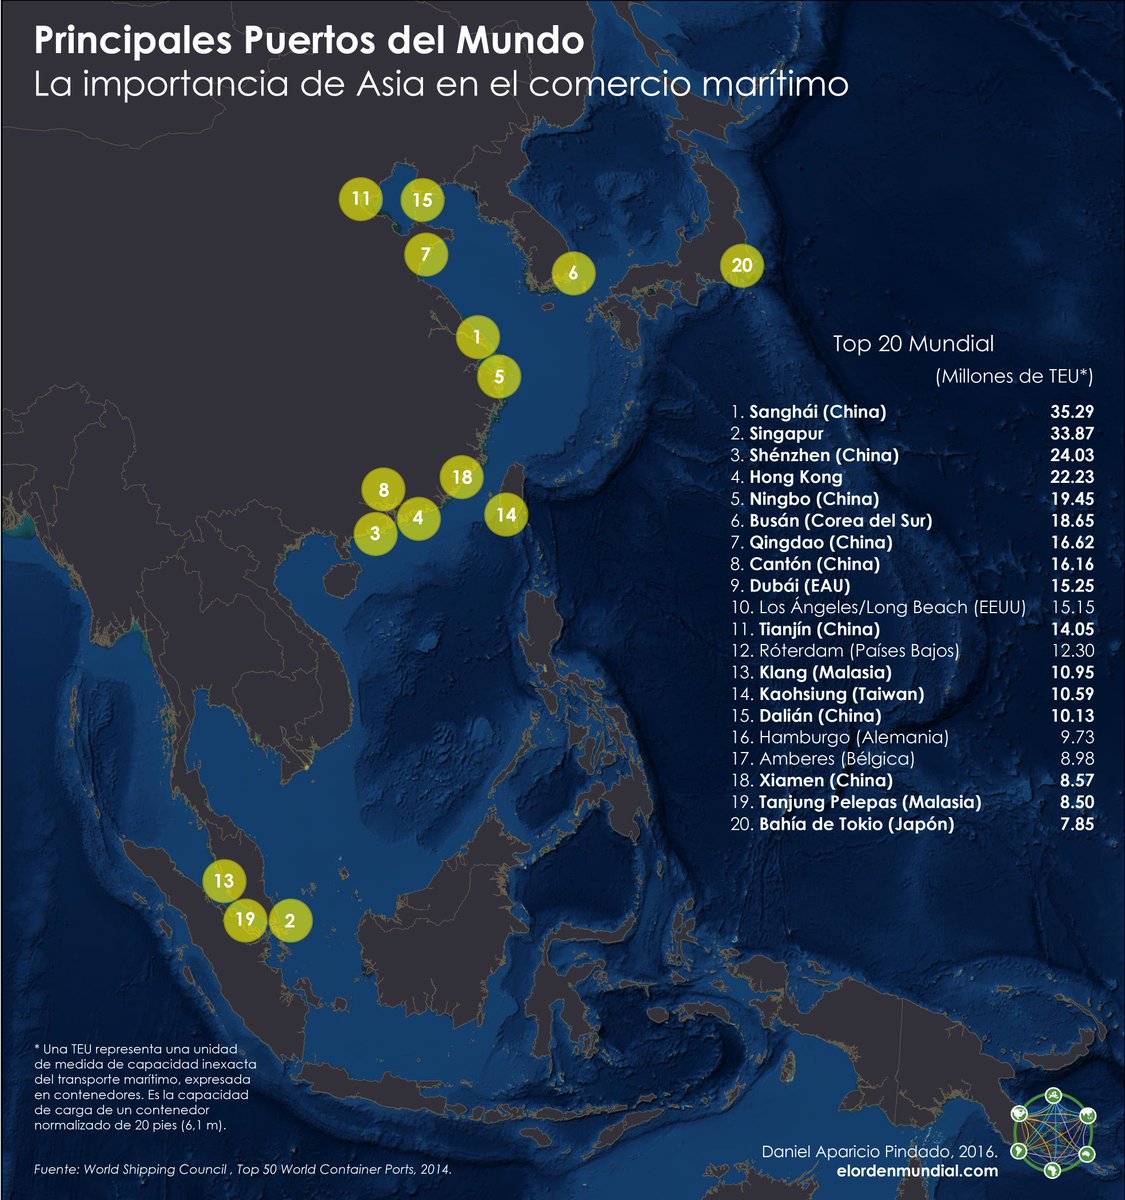 Principales Puertos del Mundo
La importancia de Asia en el comercio marítimo
11
15
7
6
20
1
5
8
18
3
4
14
13
19
2
Top 20 Mundial
(Millones de TEU*)
1. Sanghái (China) 35.29
2. Singapur 33.87
3. Shénzhen (China) 24.03
4. Hong Kong 22.23
5. Ningbo (China) 19.45
6. Busán (Corea del Sur) 18.65
7. Qingdao (China) 16.62
8. Cantón (China) 16.16
9. Dubái (EAU) 15.25
10. Los Ángeles/Long Beach (EEUU) 15.15
11. Tianjín (China) 14.05
12. Róterdam (Países Bajos) 12.30
13. Klang (Malasia) 10.95
14. Kaohsiung (Taiwan) 10.59
15. Dalián (China) 10.13
16. Hamburgo (Alemania) 9.73
17. Amberes (Bélgica) 8.98
18. Xiamen (China) 8.57
19. Tanjung Pelepas (Malasia) 8.50
20. Bahía de Tokio (Japón) 7.85
* Una TEU representa una unidad
de medida de capacidad inexacta
del transporte marítimo, expresada
en contenedores. Es la capacidad
de carga de un contenedor
normalizado de 20 pies (6,1 m).
Fuente: World Shipping Council , Top 50 World Container Ports, 2014.
Daniel Aparicio Pindado, 2016.
elordenmundial.com